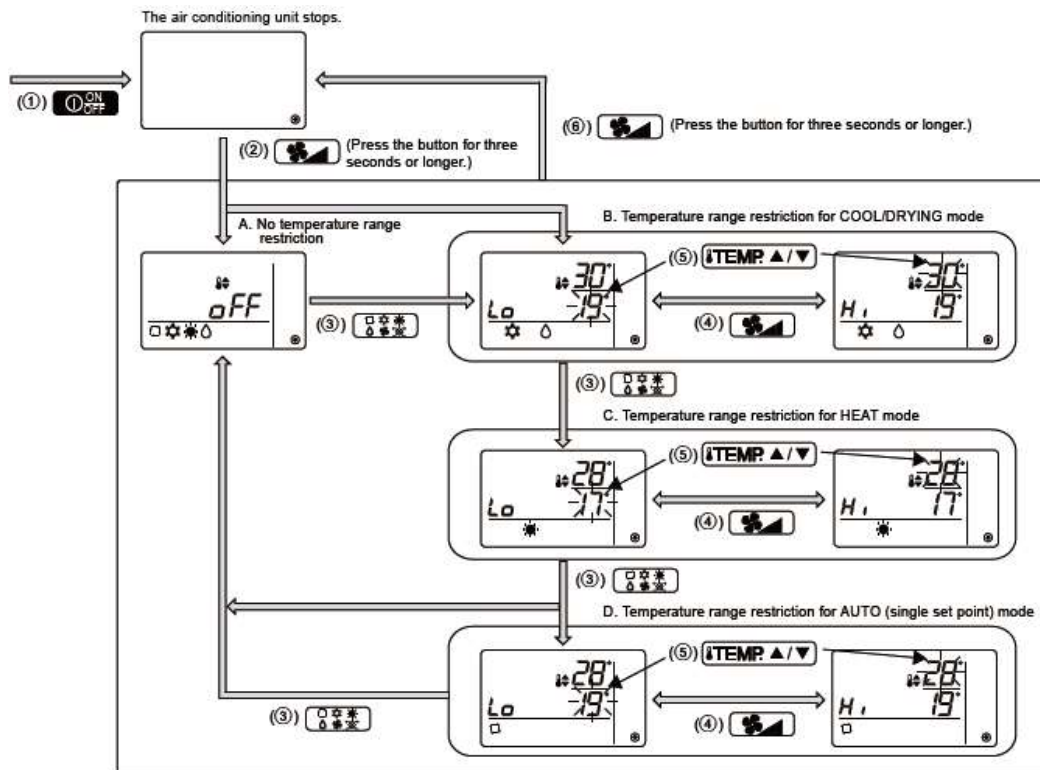 The air conditioning unit stops.
(①) ON OFF
(②) (Press the button for three
seconds or longer.)
(⑥) (Press the button for three seconds or longer.)
A. No temperature range
restriction
oFF
(③)
B. Temperature range restriction for COOL/DRYING mode
30°
Lo 19°
(⑤) TEMP. ▲/▼
(④)
30°
Hi 19°
(③)
C. Temperature range restriction for HEAT mode
28°
Lo 17°
(⑤) TEMP. ▲/▼
(④)
28°
Hi 17°
(③)
D. Temperature range restriction for AUTO (single set point) mode
28°
Lo 19°
(⑤) TEMP. ▲/▼
(④)
28°
Hi 19°
(③)